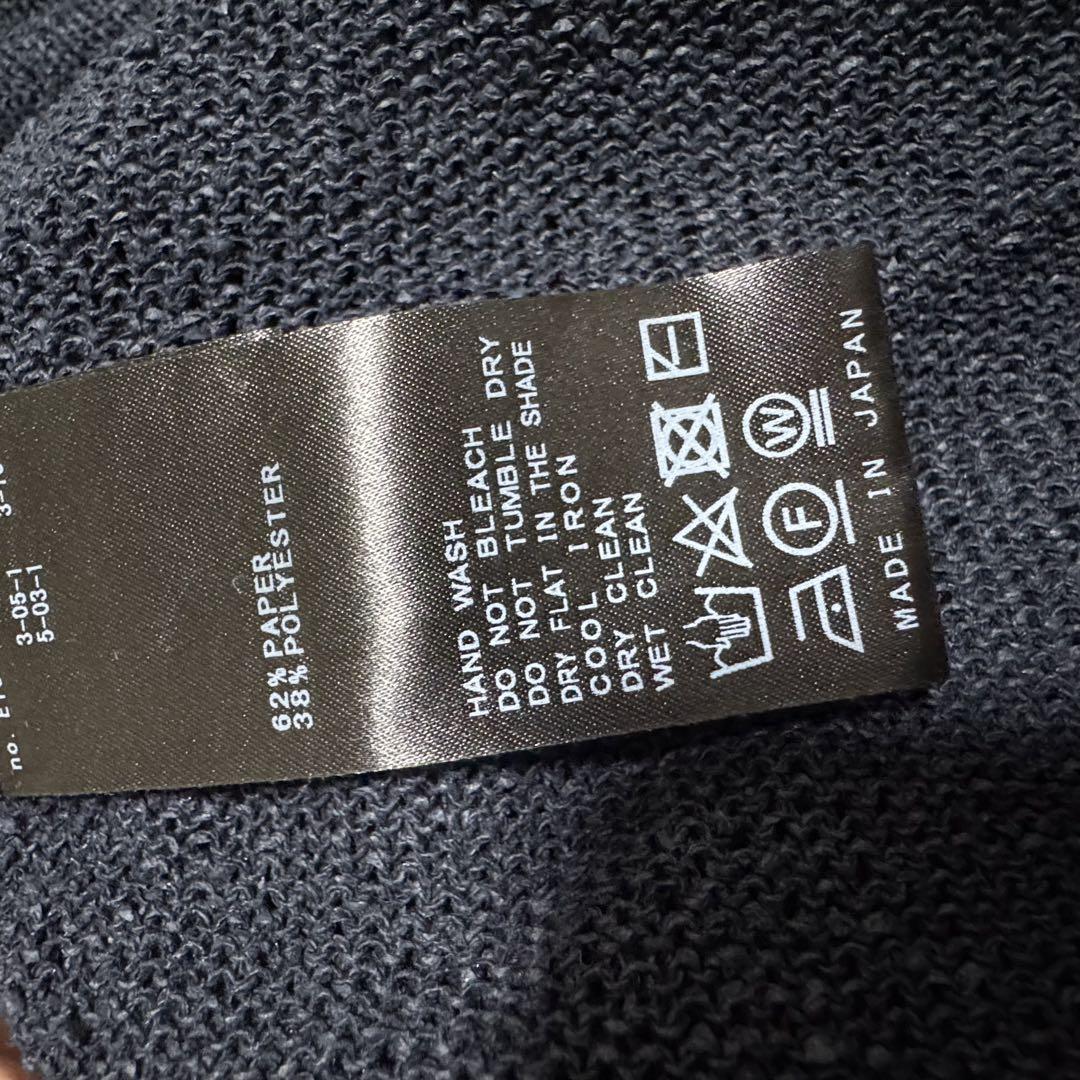 3-05-1
5-03-1
62% PAPER
38% POLYESTER
HAND WASH
DO NOT BLEACH
DO NOT TUMBLE DRY
DRY FLAT IN THE SHADE
COOL IRON
DRY CLEAN
WET CLEAN
F W
MADE IN JAPAN